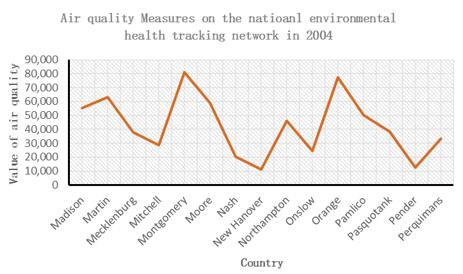 Air quality Measures on the natioanl environmental
health tracking network in 2004
Value of air quality
90,000
80,000
70,000
60,000
50,000
40,000
30,000
20,000
10,000
0
Madison
Martin
Mecklenburg
Mitchell
Montgomery
Moore
Nash
New Hanover
Northampton
Onslow
Orange
Pamlico
Pasquotank
Pender
Perquimans
Country